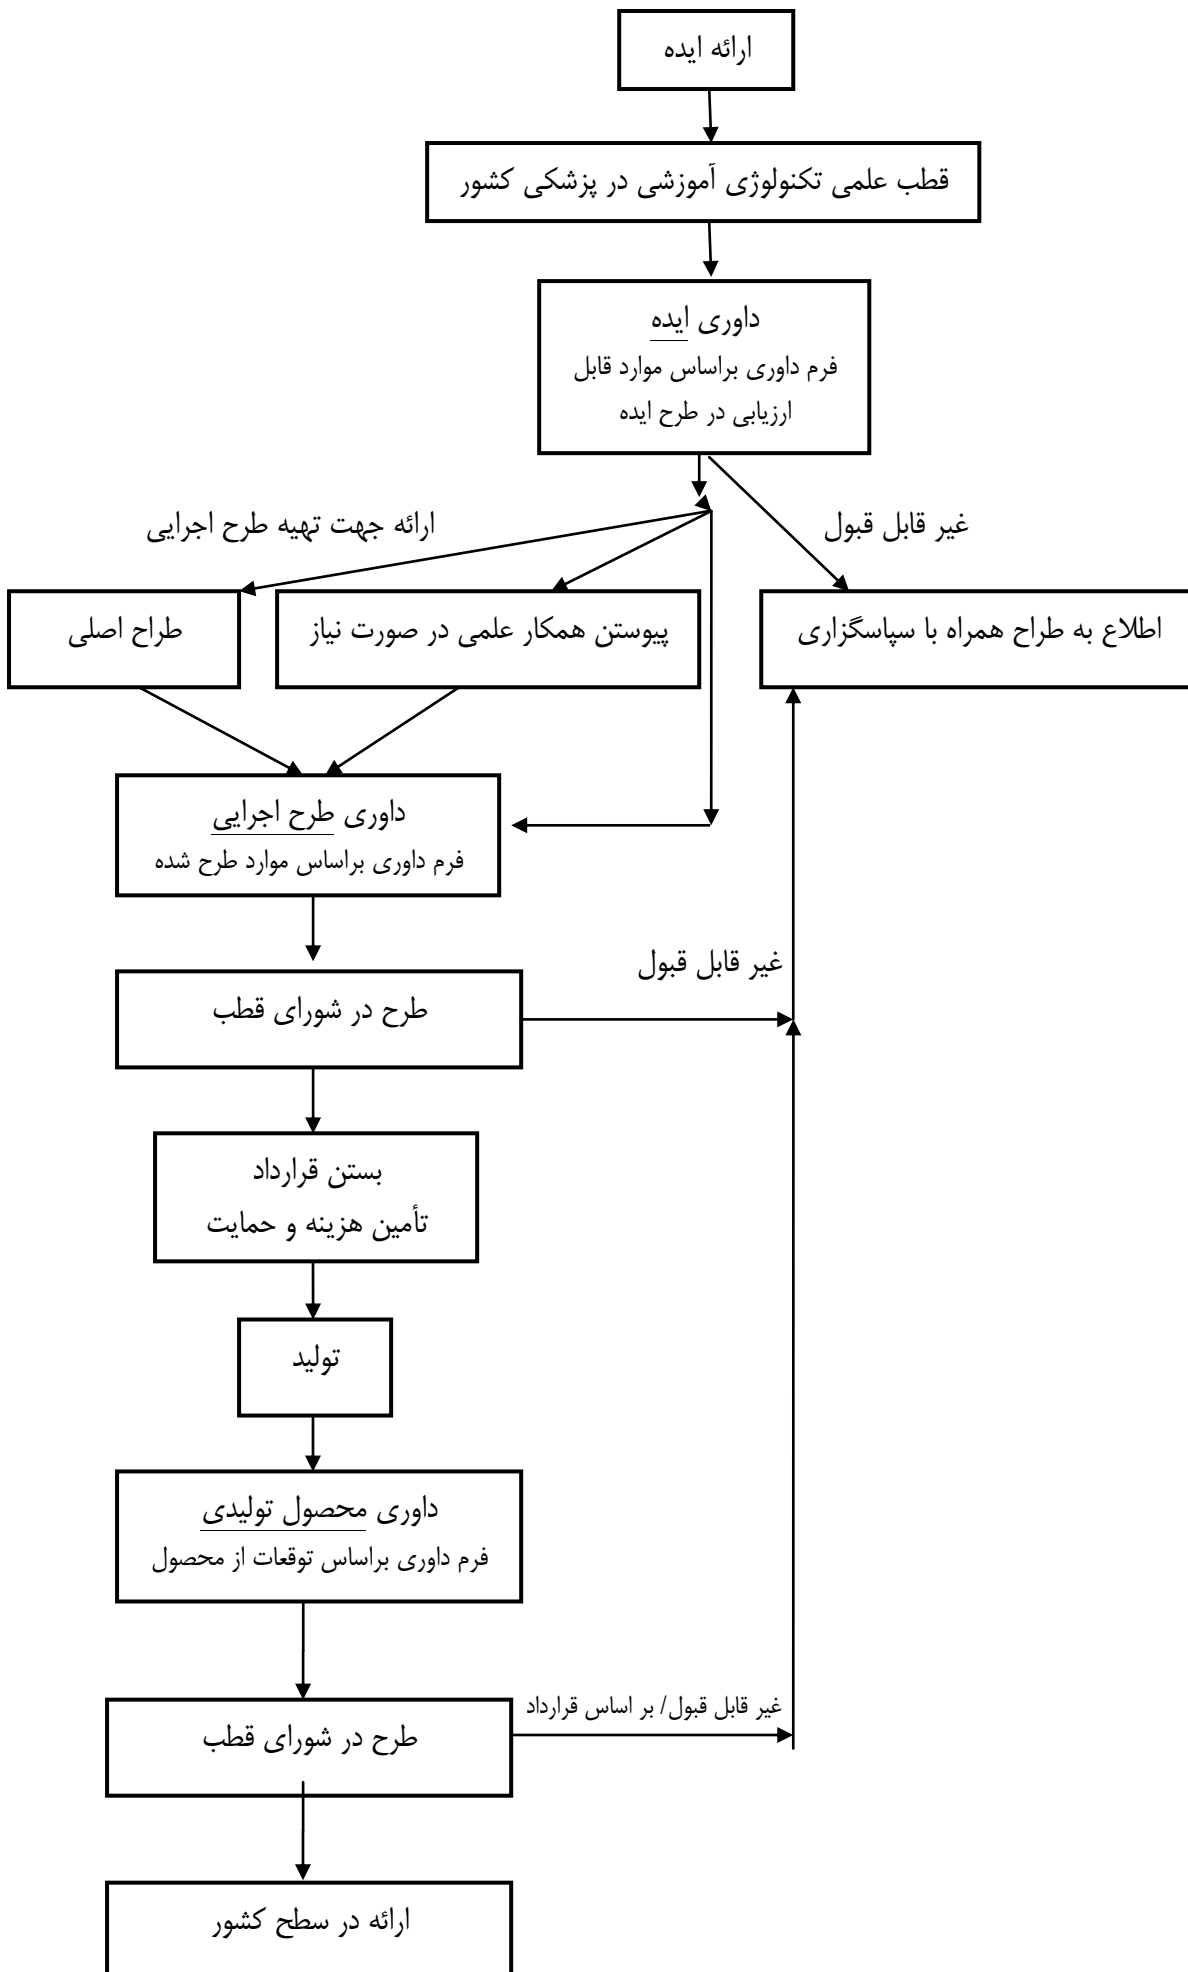 ارائه ایده
قطب علمی تکنولوژی آموزشی در پزشکی کشور
داوری ایده
فرم داوری براساس موارد قابل
ارزیابی در طرح ایده
غیر قابل قبول
ارائه جهت تهیه طرح اجرایی
اطلاع به طراح همراه با سپاسگزاری
پیوستن همکار علمی در صورت نیاز
طراح اصلی
داوری طرح اجرایی
فرم داوری براساس موارد طرح شده
غیر قابل قبول
طرح در شورای قطب
بستن قرارداد
تأمین هزینه و حمایت
تولید
داوری محصول تولیدی
فرم داوری براساس توقعات از محصول
غیر قابل قبول/ بر اساس قرارداد
طرح در شورای قطب
ارائه در سطح کشور